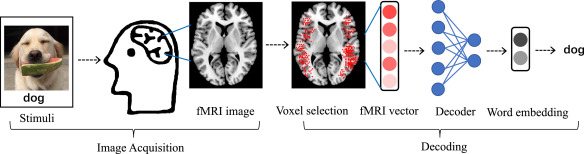 dog
Stimuli
fMRI image
Voxel selection
fMRI vector
Decoder
Word embedding
dog
Image Acquisition
Decoding